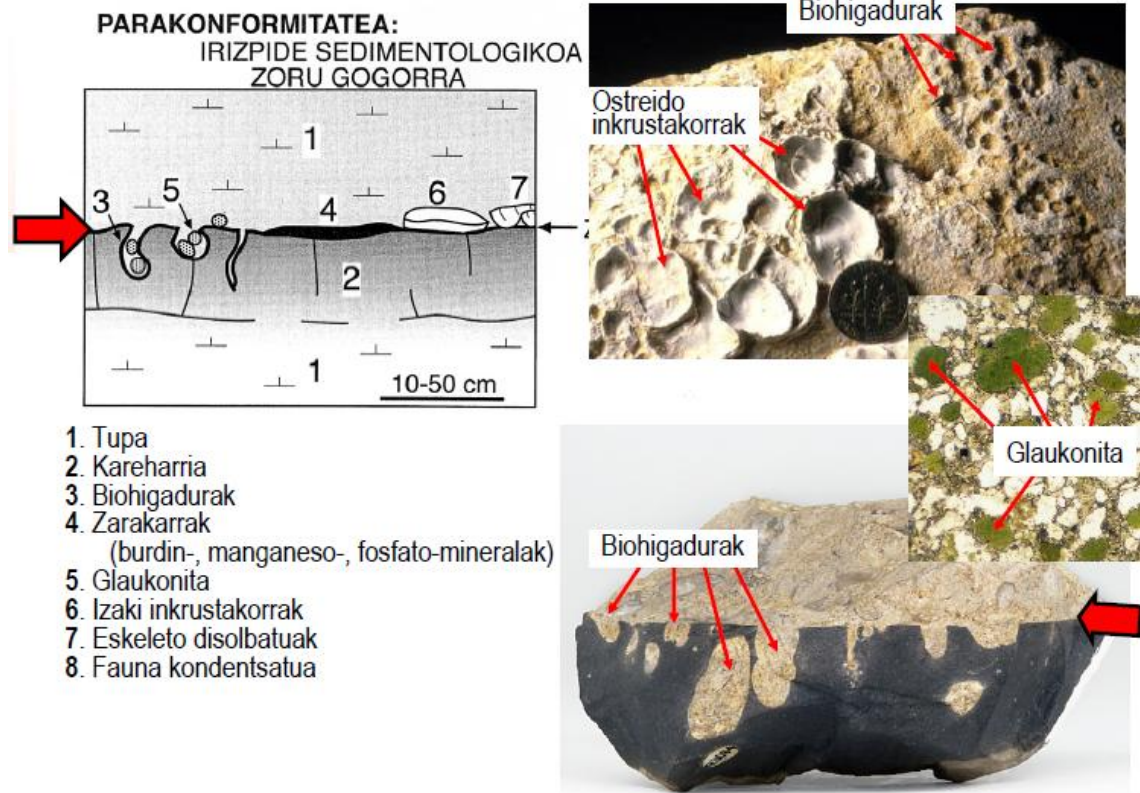 PARAKONFORMITATEA:
IRIZPIDE SEDIMENTOLOGIKOA
ZORU GOGORRA
1
3
5
4
6
7
2
1
10-50 cm
1. Tupa
2. Kareharria
3. Biohigadurak
4. Zarakarrak
(burdin-, manganeso-, fosfato-mineralak)
5. Glaukonita
6. Izaki inkrustakorrak
7. Eskeleto disolbatuak
8. Fauna kondentsatua
Biohigadurak
Ostreido
inkrustakorrak
Glaukonita
Biohigadurak